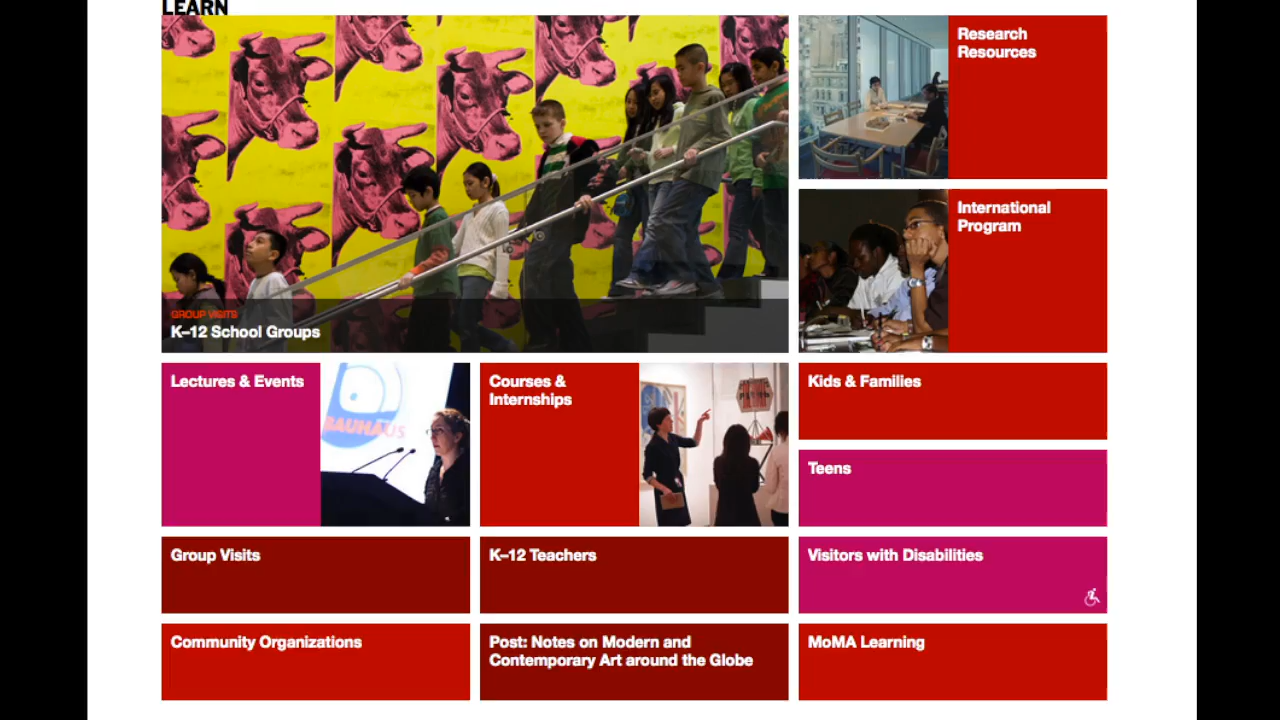 LEARN
GROUP VISITS
K–12 School Groups
Research
Resources
International
Program
Lectures & Events
BAUHAUS
Courses &
Internships
Kids & Families
Teens
Group Visits
K–12 Teachers
Visitors with Disabilities
Community Organizations
Post: Notes on Modern and
Contemporary Art around the Globe
MoMA Learning